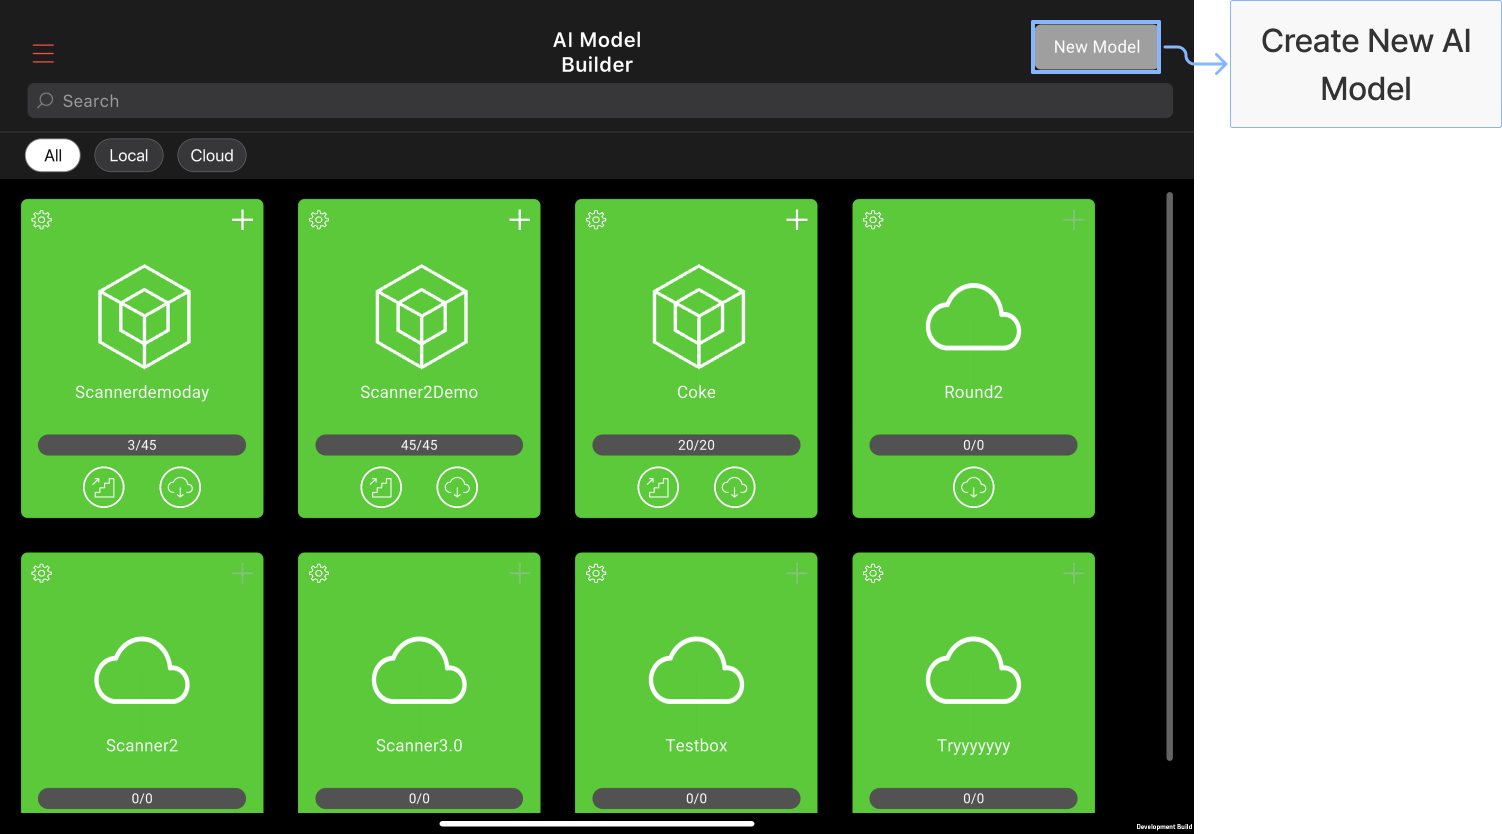 AI Model
Builder
New Model
Create New AI
Model
Search
All
Local
Cloud
Scannerdemoday
Scanner2Demo
Coke
Round2
3/45
45/45
20/20
0/0
Scanner2
Scanner3.0
Testbox
Tryyyyyyy
0/0
0/0
0/0
0/0
Development Build